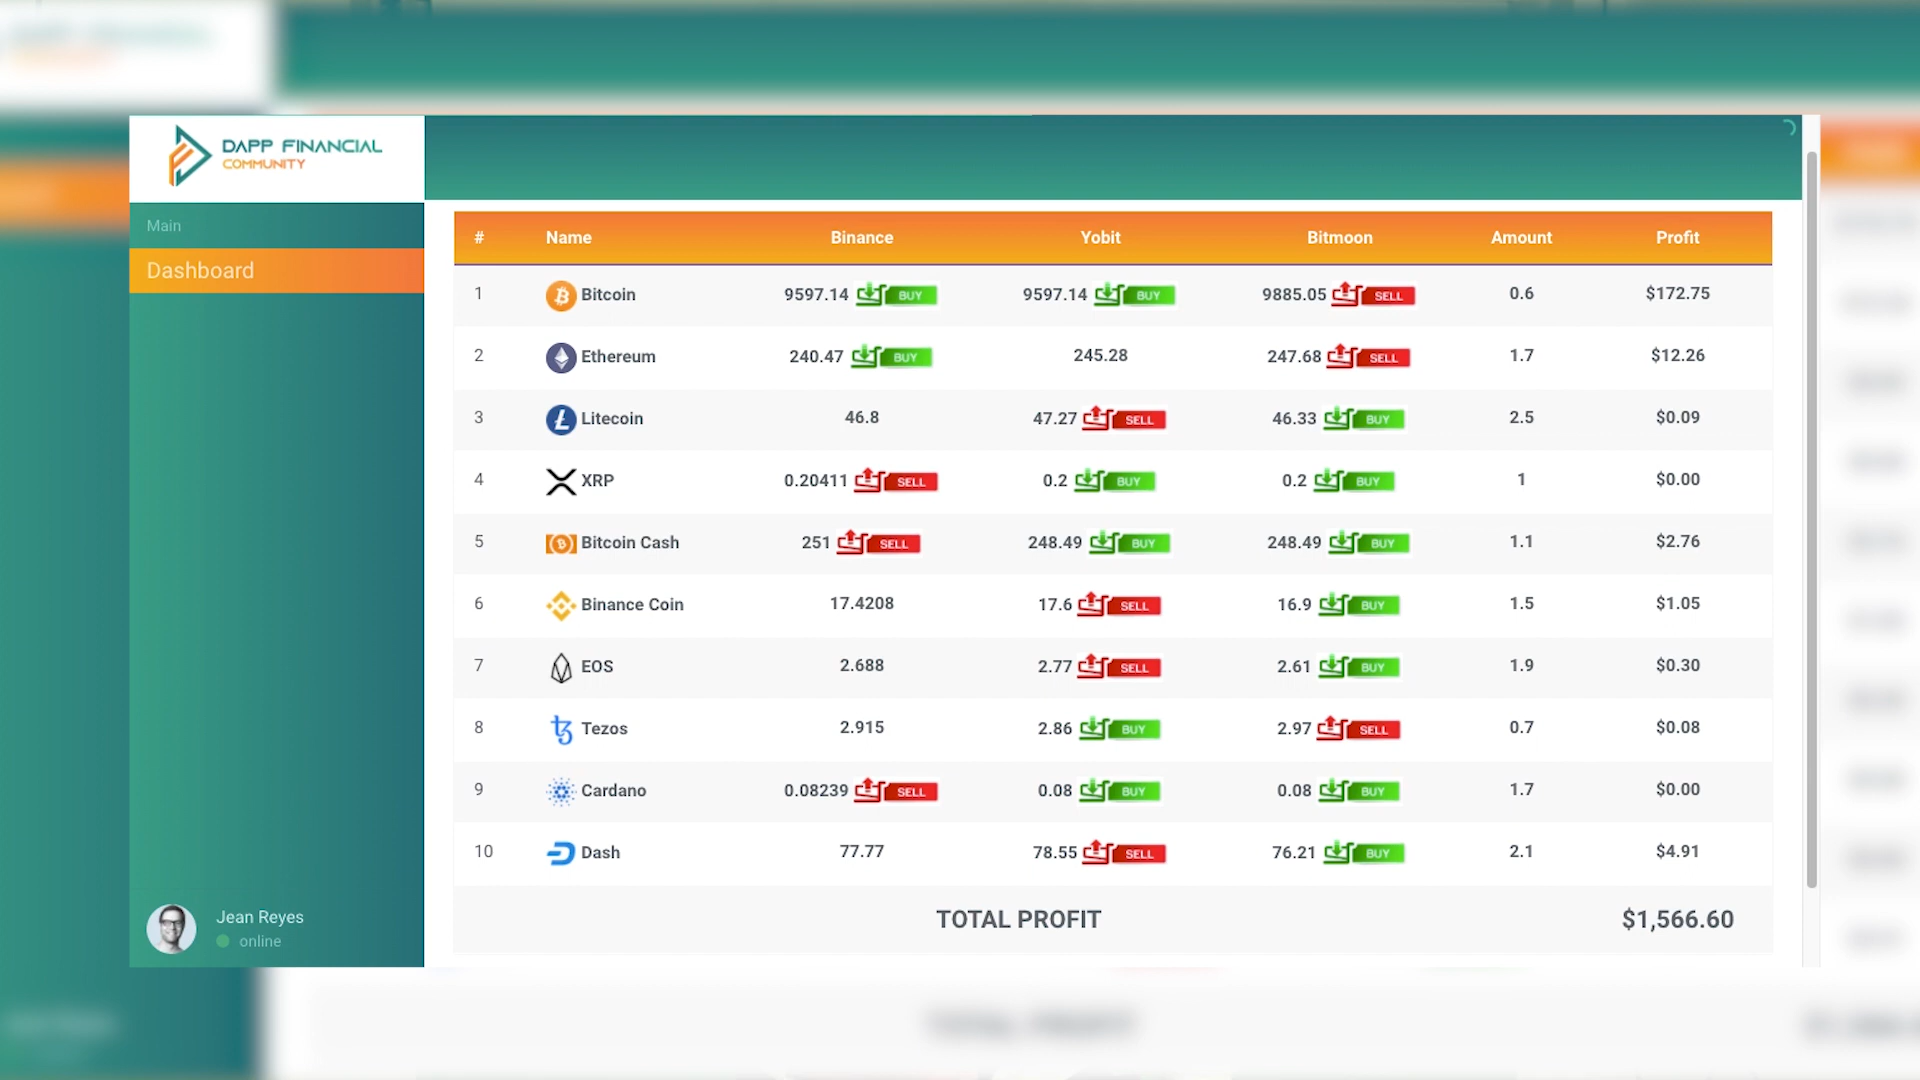 DAPP FINANCIAL
COMMUNITY
Main
Dashboard
# Name Binance Yobit Bitmoon Amount Profit
1 Bitcoin 9597.14 BUY 9597.14 BUY 9885.05 SELL 0.6 $172.75
2 Ethereum 240.47 BUY 245.28 247.68 SELL 1.7 $12.26
3 Litecoin 46.8 47.27 SELL 46.33 BUY 2.5 $0.09
4 XRP 0.20411 SELL 0.2 BUY 0.2 BUY 1 $0.00
5 Bitcoin Cash 251 SELL 248.49 BUY 248.49 BUY 1.1 $2.76
6 Binance Coin 17.4208 17.6 SELL 16.9 BUY 1.5 $1.05
7 EOS 2.688 2.77 SELL 2.61 BUY 1.9 $0.30
8 Tezos 2.915 2.86 BUY 2.97 SELL 0.7 $0.08
9 Cardano 0.08239 SELL 0.08 BUY 0.08 BUY 1.7 $0.00
10 Dash 77.77 78.55 SELL 76.21 BUY 2.1 $4.91
TOTAL PROFIT $1,566.60
Jean Reyes
online